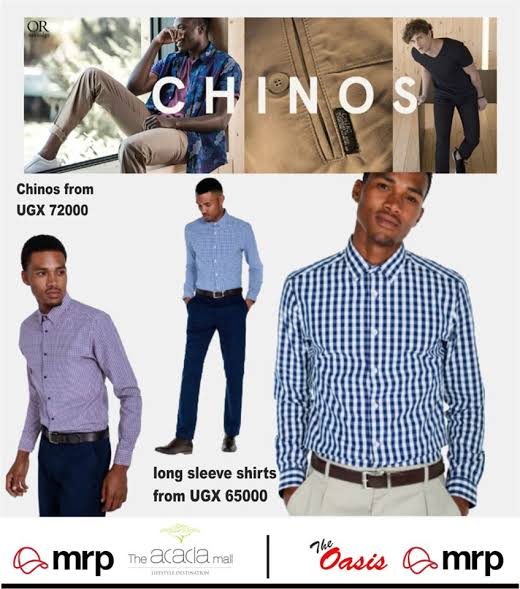 CHINOS
Chinos from
UGX 72000
long sleeve shirts
from UGX 65000
mrp
The acacia mall
LIFESTYLE DESTINATION
The
Oasis
mrp